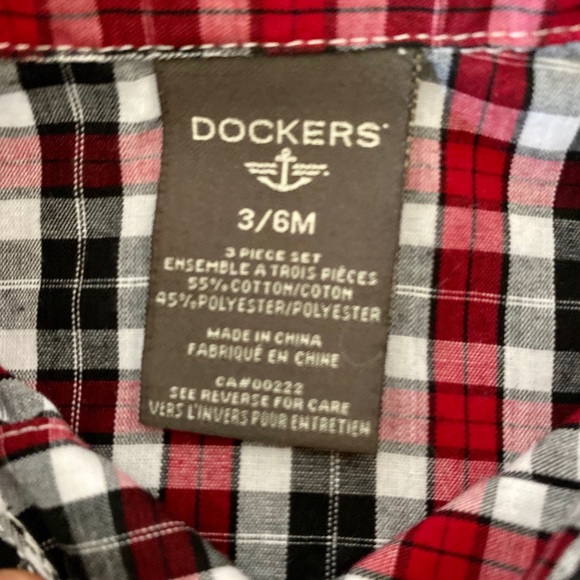 DOCKERS
3/6M
3 PIECE SET
ENSEMBLE A TROIS PIÈCES
55% COTTON/COTON
45% POLYESTER/POLYESTER
MADE IN CHINA
FABRIQUÉ EN CHINE
CA#00222
SEE REVERSE FOR CARE
VERS L'INVERS POUR ENTRETIEN